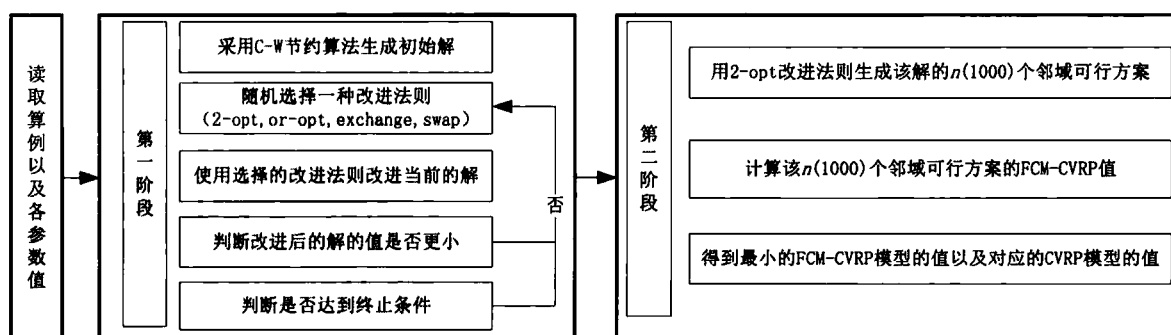 读取算例以及各参数值
第一阶段
采用C-W节约算法生成初始解
随机选择一种改进法则
(2-opt,or-opt,exchange,swap)
使用选择的改进法则改进当前的解
判断改进后的解的值是否更小
判断是否达到终止条件
否
第二阶段
用2-opt改进法则生成该解的n(1000)个邻域可行方案
计算该n(1000)个邻域可行方案的FCM-CVRP值
得到最小的FCM-CVRP模型的值以及对应的CVRP模型的值